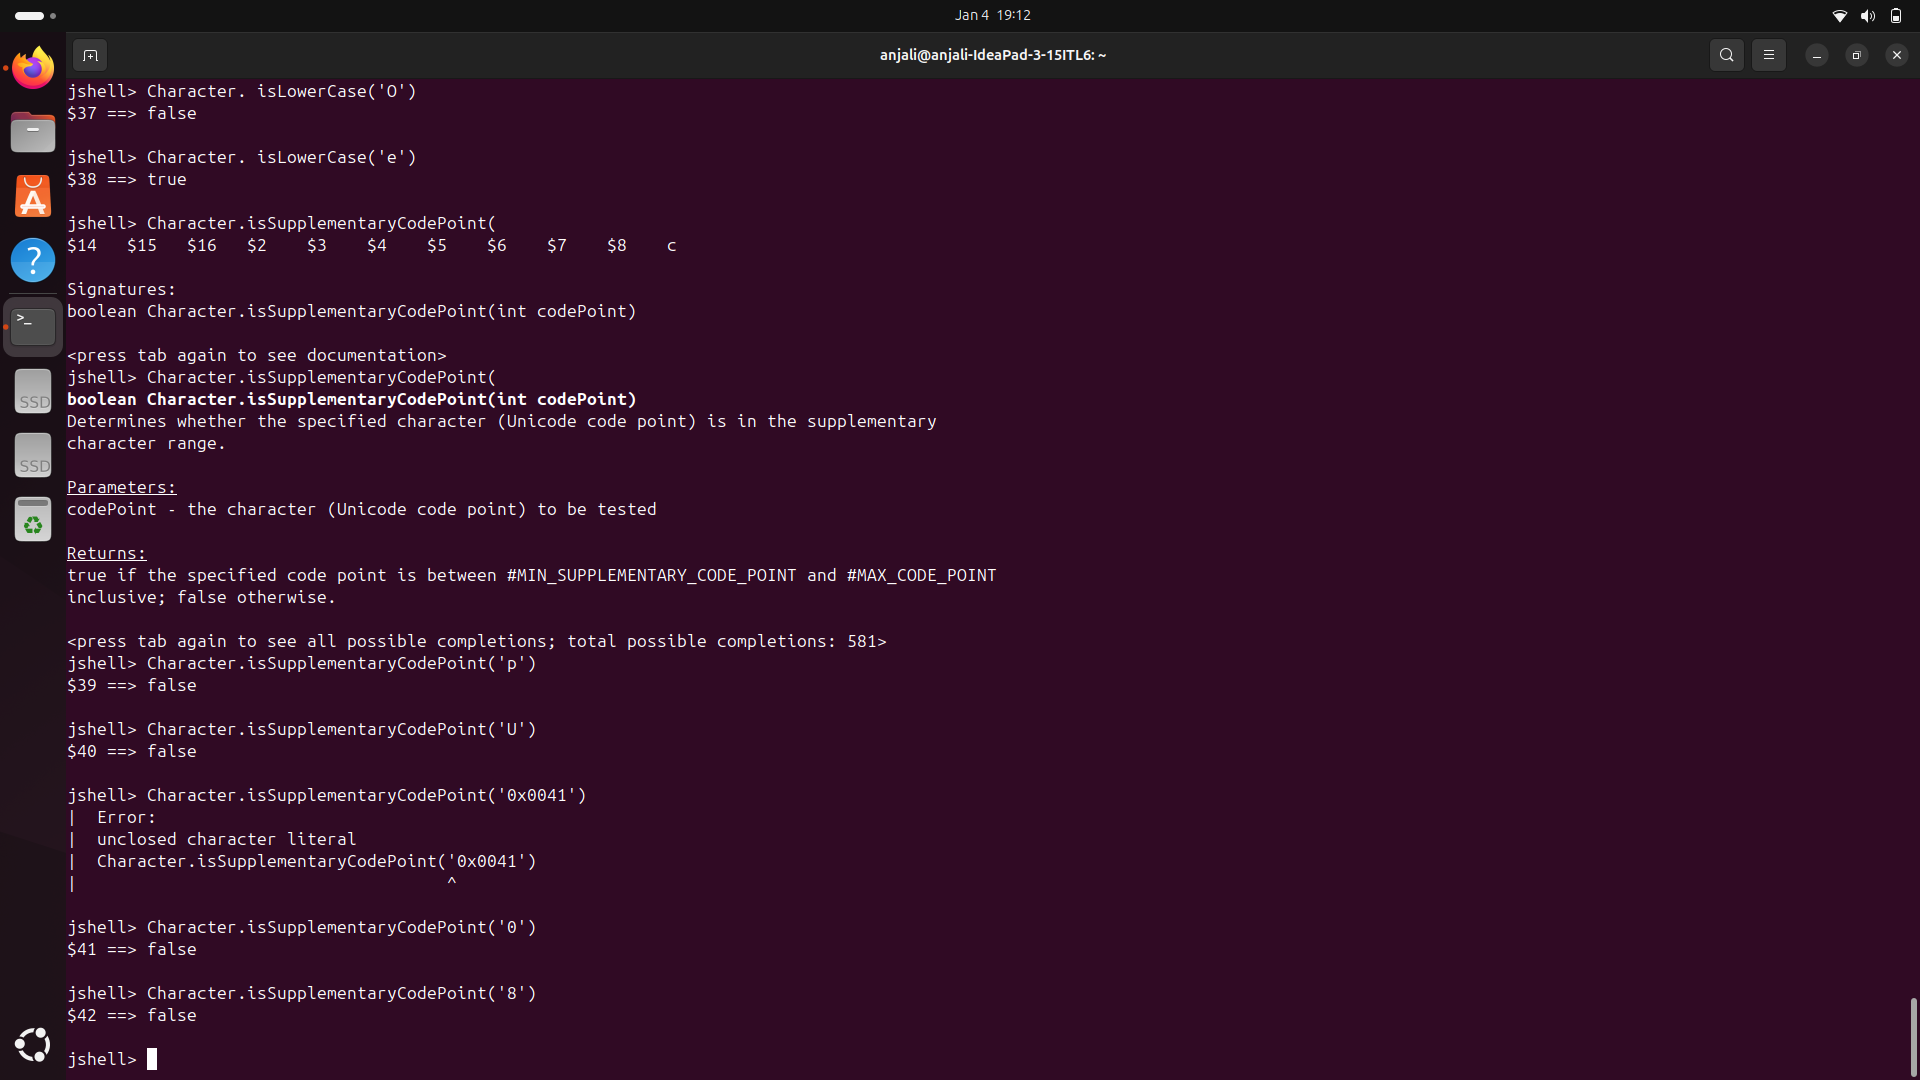 Jan 4 19:12
anjali@anjali-IdeaPad-3-15ITL6: ~
jshell> Character. isLowerCase('O')
$37 ==> false
jshell> Character. isLowerCase('e')
$38 ==> true
jshell> Character.isSupplementaryCodePoint(
$14 $15 $16 $2 $3 $4 $5 $6 $7 $8 c
Signatures:
boolean Character.isSupplementaryCodePoint(int codePoint)
<press tab again to see documentation>
jshell> Character.isSupplementaryCodePoint(
boolean Character.isSupplementaryCodePoint(int codePoint)
Determines whether the specified character (Unicode code point) is in the supplementary
character range.
Parameters:
codePoint - the character (Unicode code point) to be tested
Returns:
true if the specified code point is between #MIN_SUPPLEMENTARY_CODE_POINT and #MAX_CODE_POINT
inclusive; false otherwise.
<press tab again to see all possible completions; total possible completions: 581>
jshell> Character.isSupplementaryCodePoint('p')
$39 ==> false
jshell> Character.isSupplementaryCodePoint('U')
$40 ==> false
jshell> Character.isSupplementaryCodePoint('0x0041')
| Error:
| unclosed character literal
| Character.isSupplementaryCodePoint('0x0041')
| ^
jshell> Character.isSupplementaryCodePoint('0')
$41 ==> false
jshell> Character.isSupplementaryCodePoint('8')
$42 ==> false
jshell>
A
?
>_
SSD
SSD